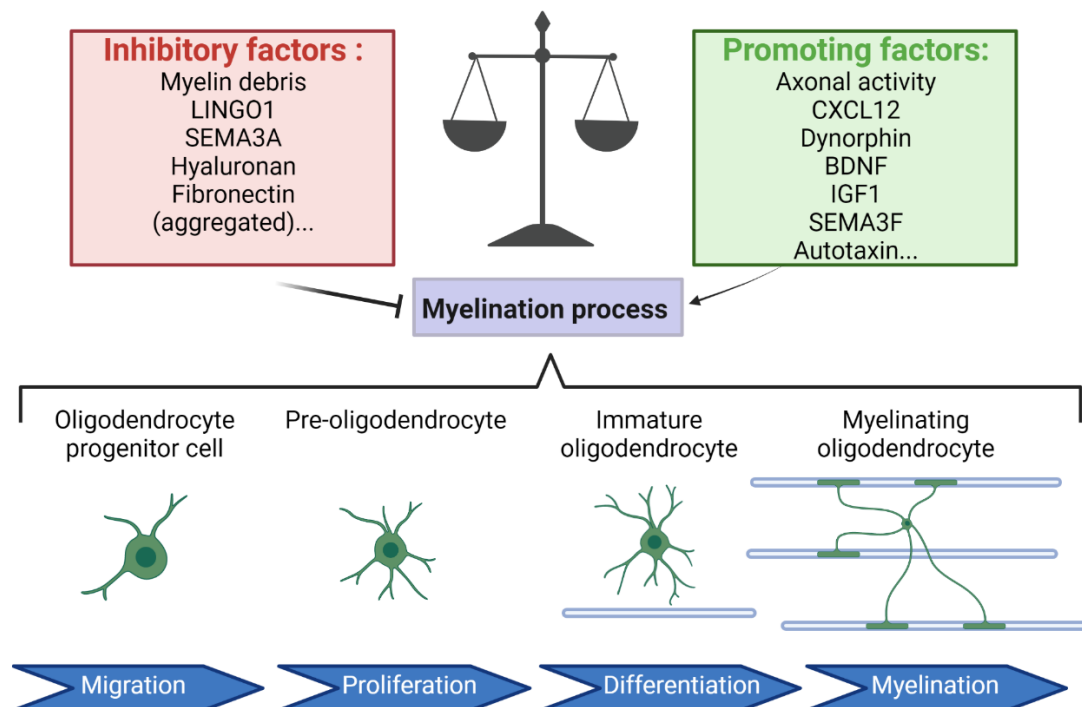 Inhibitory factors :
Myelin debris
LINGO1
SEMA3A
Hyaluronan
Fibronectin
(aggregated)...
Promoting factors:
Axonal activity
CXCL12
Dynorphin
BDNF
IGF1
SEMA3F
Autotaxin...
Myelination process
Oligodendrocyte
progenitor cell
Pre-oligodendrocyte
Immature
oligodendrocyte
Myelinating
oligodendrocyte
Migration
Proliferation
Differentiation
Myelination